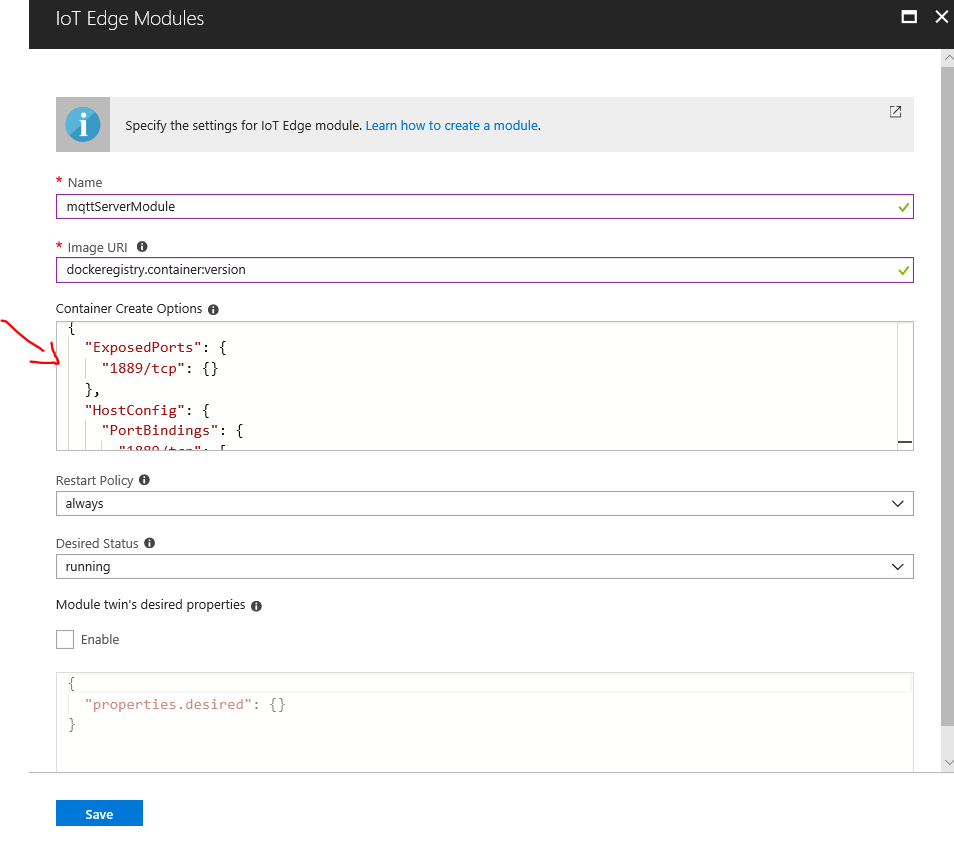 IoT Edge Modules
Specify the settings for IoT Edge module. Learn how to create a module.
* Name
mqttServerModule
* Image URI
dockeregistry.container:version
Container Create Options
{
"ExposedPorts": {
"1889/tcp": {}
},
"HostConfig": {
"PortBindings": {
"1889/tcp": [
Restart Policy
always
Desired Status
running
Module twin's desired properties
Enable
{
"properties.desired": {}
}
Save